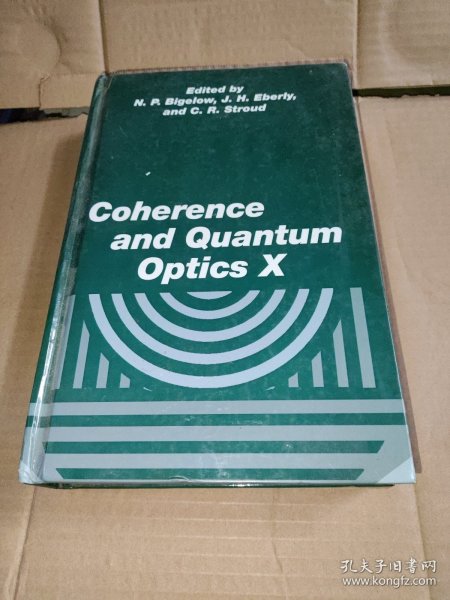 Edited by
N. P. Bigelow, J. H. Eberly,
and C. R. Stroud
Coherence
and Quantum
Optics X
孔夫子旧书网
www.kongfz.com